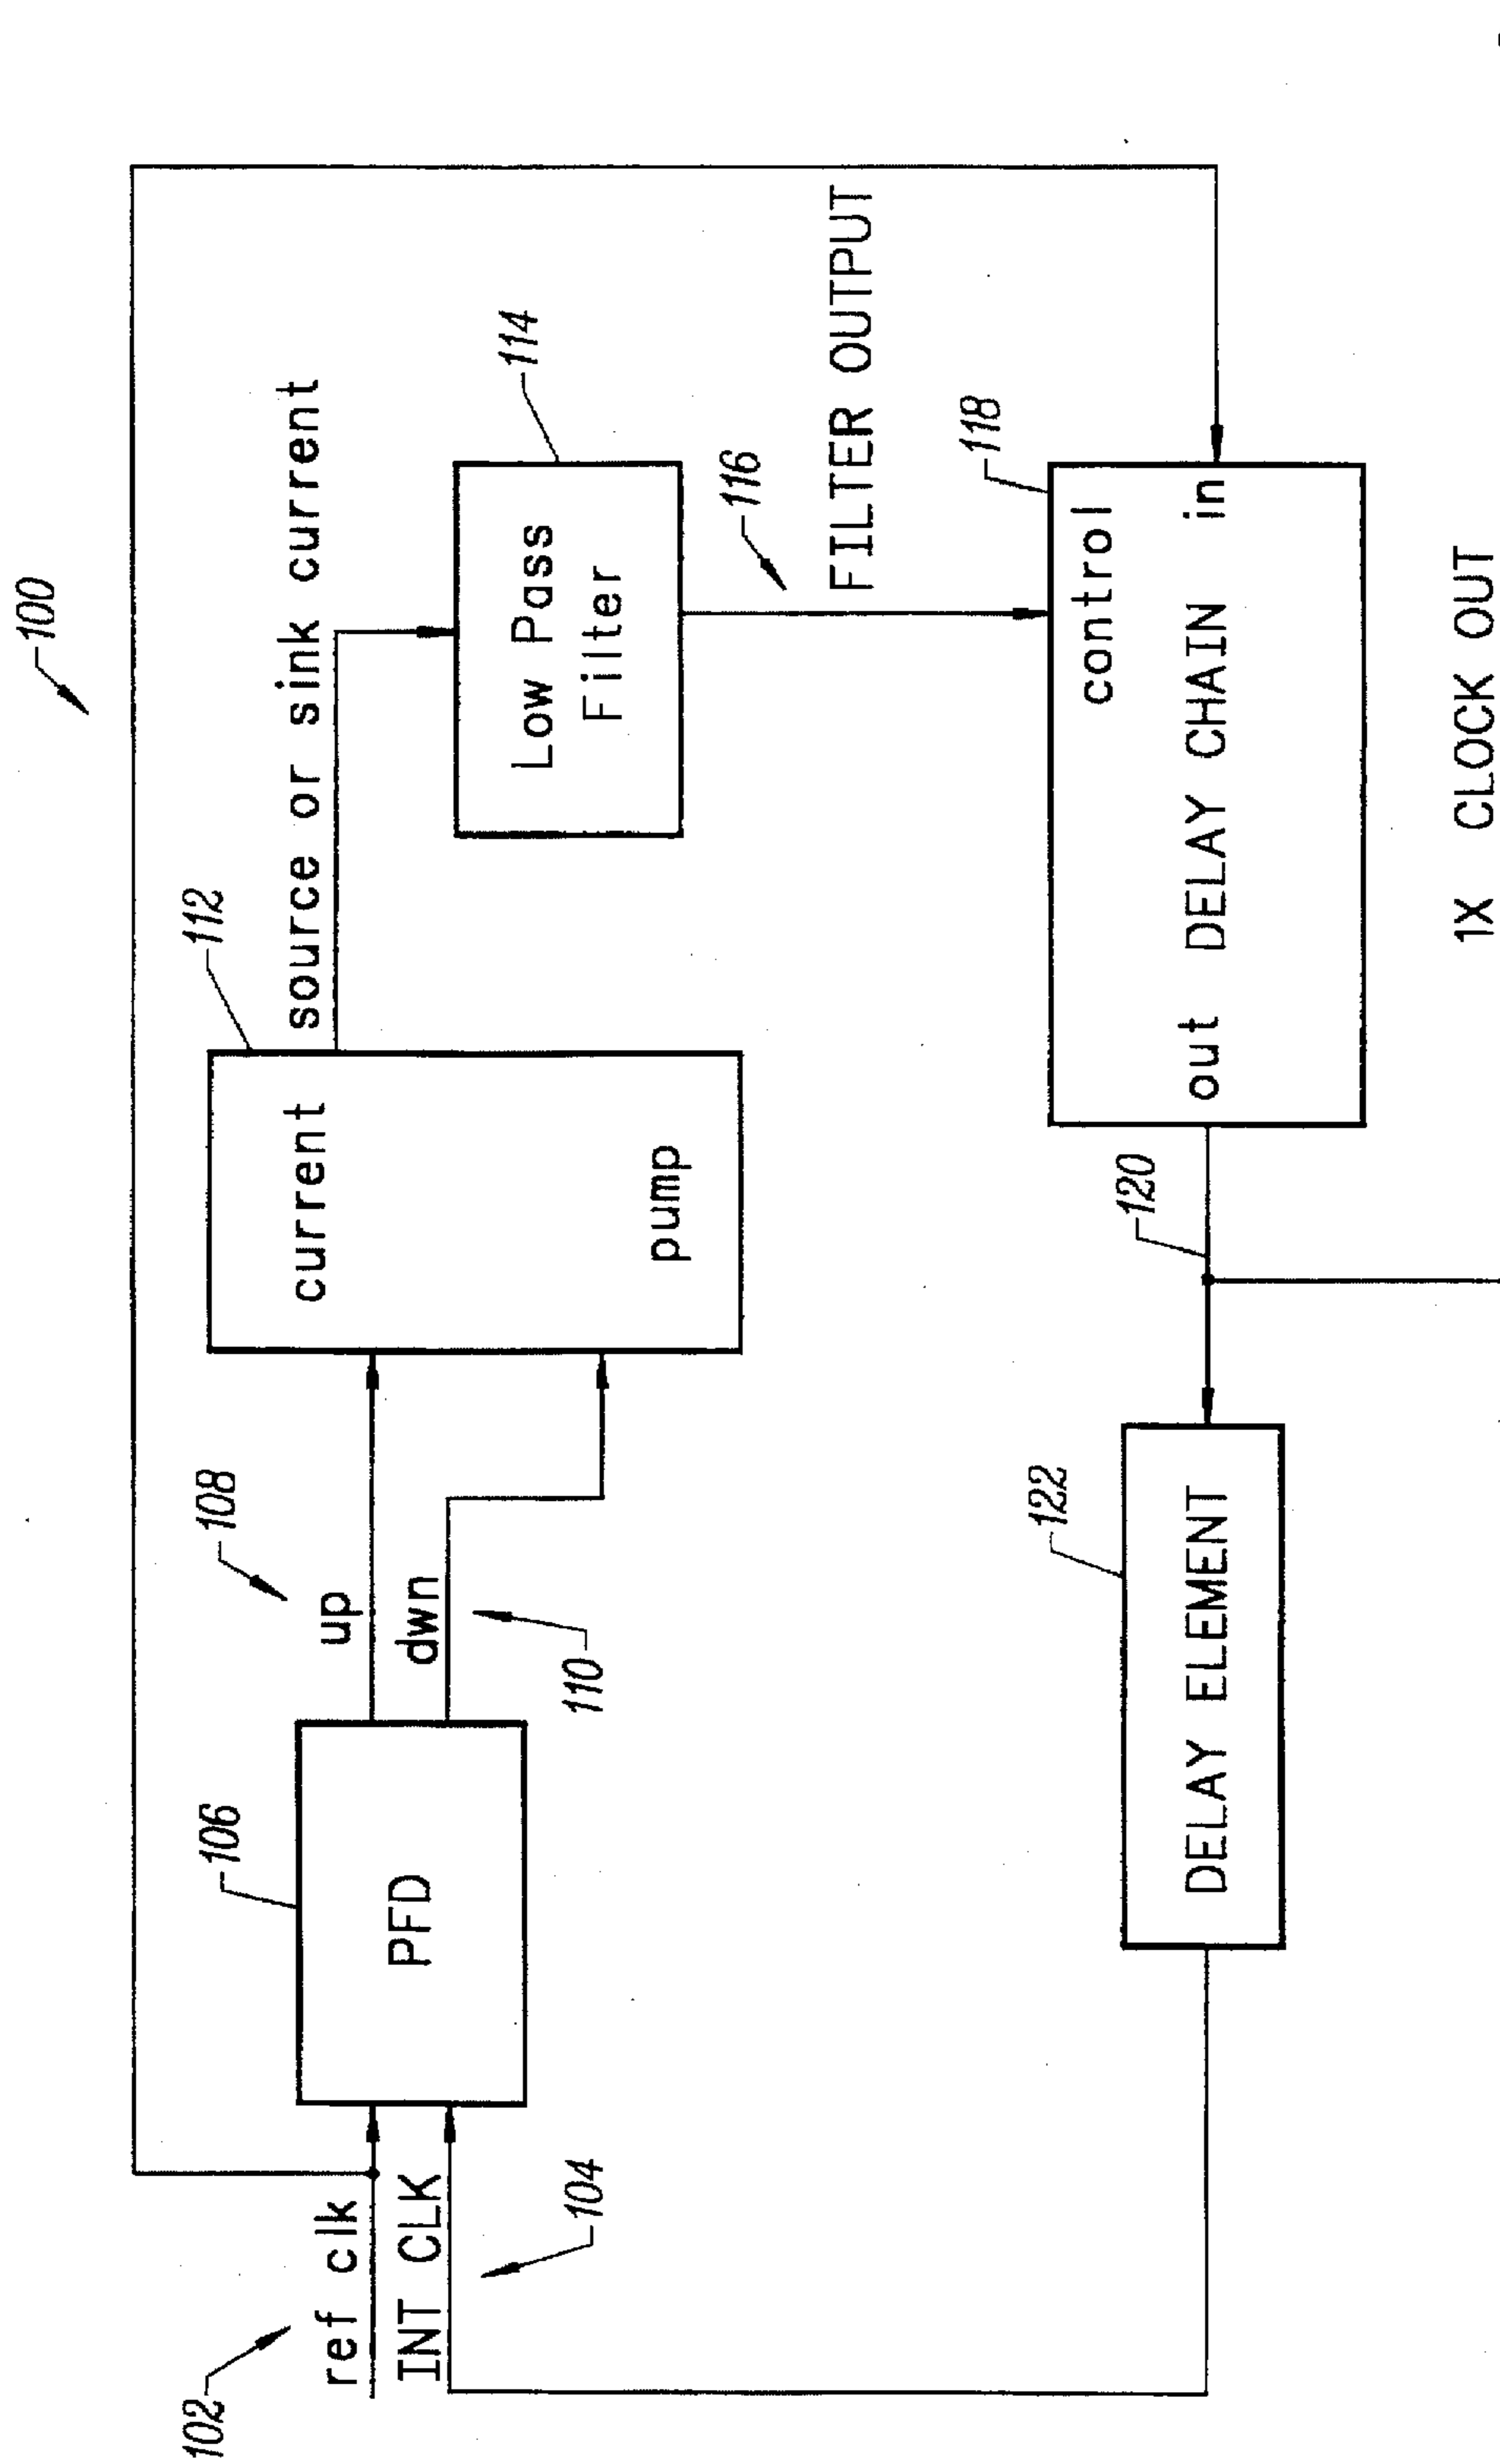 100
112
source or sink current
108
106
current
pump
114
Low Pass
Filter
up
dwn
110
PFD
102
ref clk
INT CLK
104
116
FILTER OUTPUT
118
control
in
out DELAY CHAIN
120
122
DELAY ELEMENT
1X CLOCK OUT